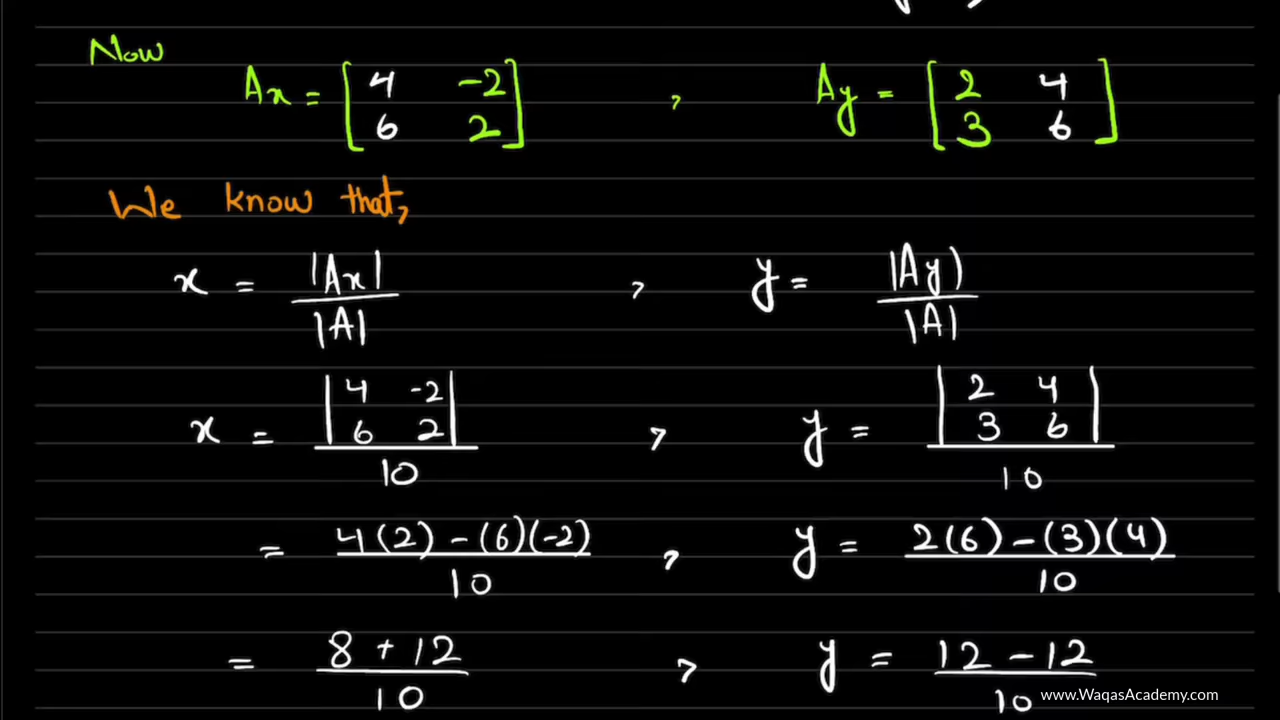 Now
Ax = [4 -2 , Ay = [2 4
6 2] 3 6]
We know that,
x = |Ax| / |A| , y = |Ay| / |A|
x = |4 -2 , y = |2 4
6 2| / 10 3 6| / 10
= 4(2) - (6)(-2) / 10 , y = 2(6) - (3)(4) / 10
= 8 + 12 / 10 , y = 12 - 12 / 10
www.WaqasAcademy.com